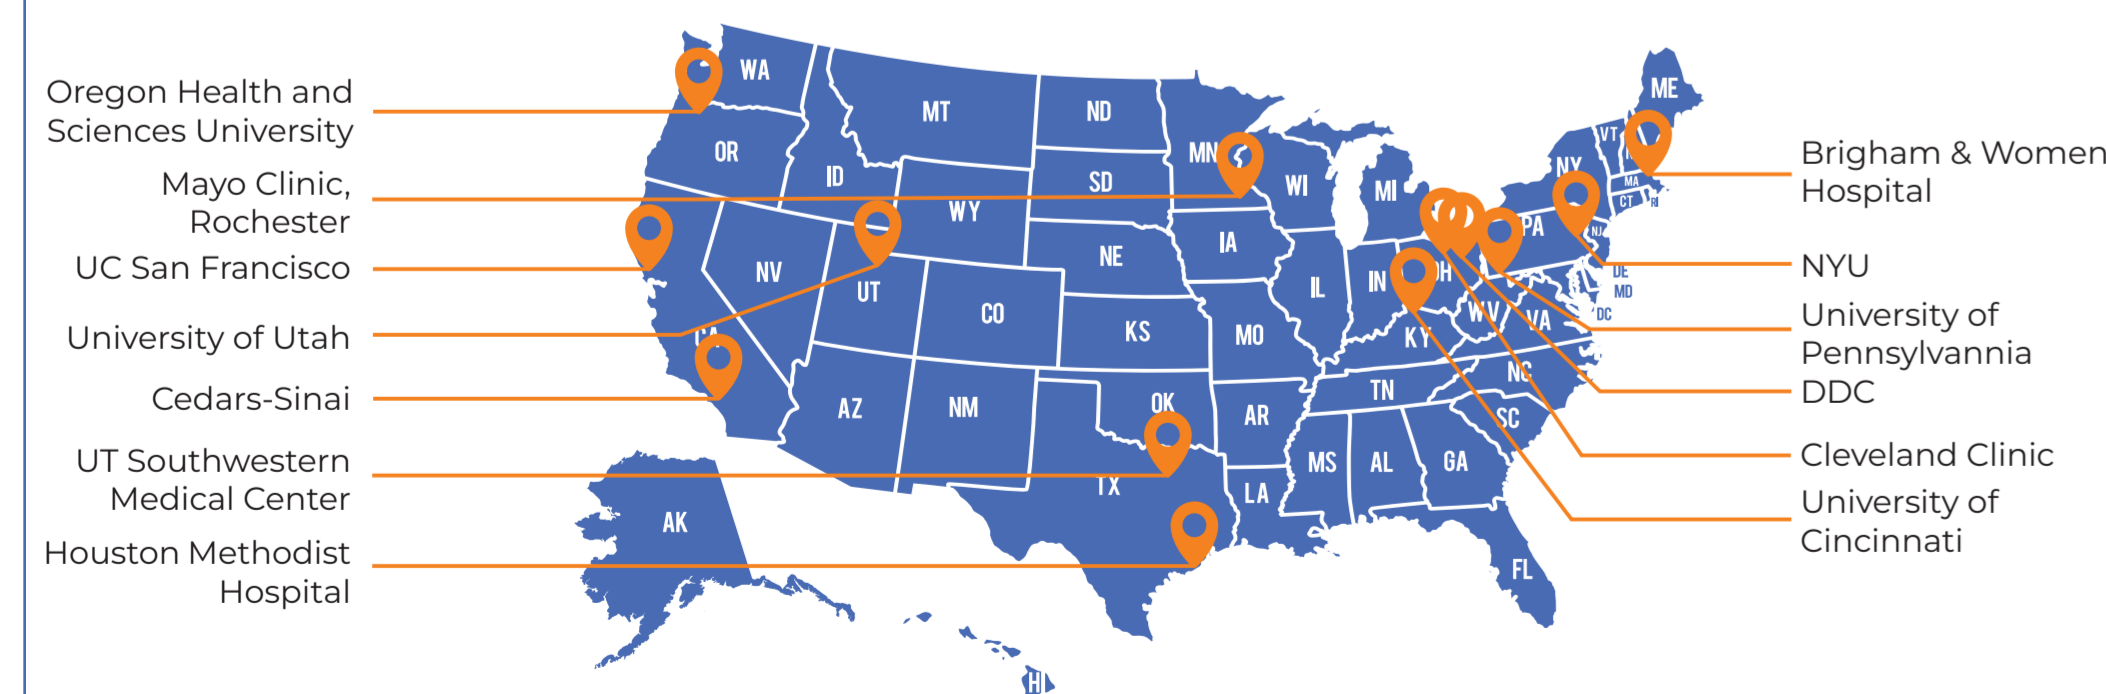 Oregon Health and
Sciences University
Mayo Clinic,
Rochester
UC San Francisco
University of Utah
Cedars-Sinai
UT Southwestern
Medical Center
Houston Methodist
Hospital
WA
OR
ID
MT
ND
SD
MN
WI
MI
WY
NE
IA
NV
UT
CO
KS
MO
IL
IN
OH
KY
WV
VA
PA
NY
VT
ME
MA
CT
RI
NJ
DE
MD
DC
CA
AZ
NM
OK
AR
TN
NC
SC
MS
AL
GA
LA
TX
FL
AK
HI
Brigham & Women
Hospital
NYU
University of
Pennsylvannia
DDC
Cleveland Clinic
University of
Cincinnati